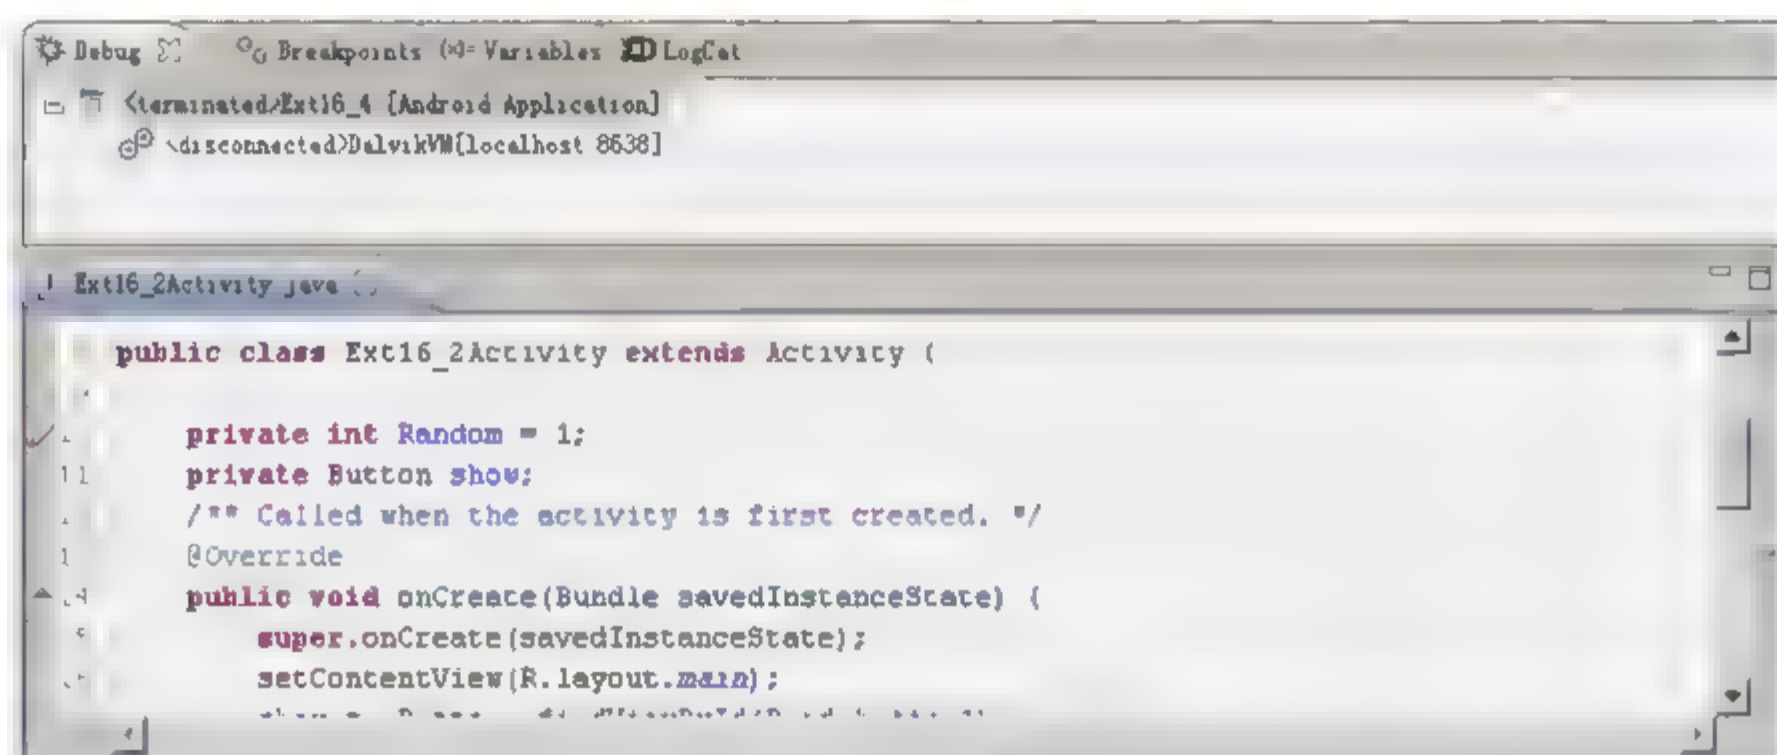 Debug Breakpoints (x)= Variables LogCat
<terminated>Ext16_4 [Android Application]
<disconnected>DalvikVM[localhost 8638]
Ext16_2Activity java
public class Ext16_2Activity extends Activity {
private int Random = 1;
11 private Button show;
/** Called when the activity is first created. */
@Override
public void onCreate(Bundle savedInstanceState) {
super.onCreate(savedInstanceState);
setContentView(R.layout.main);